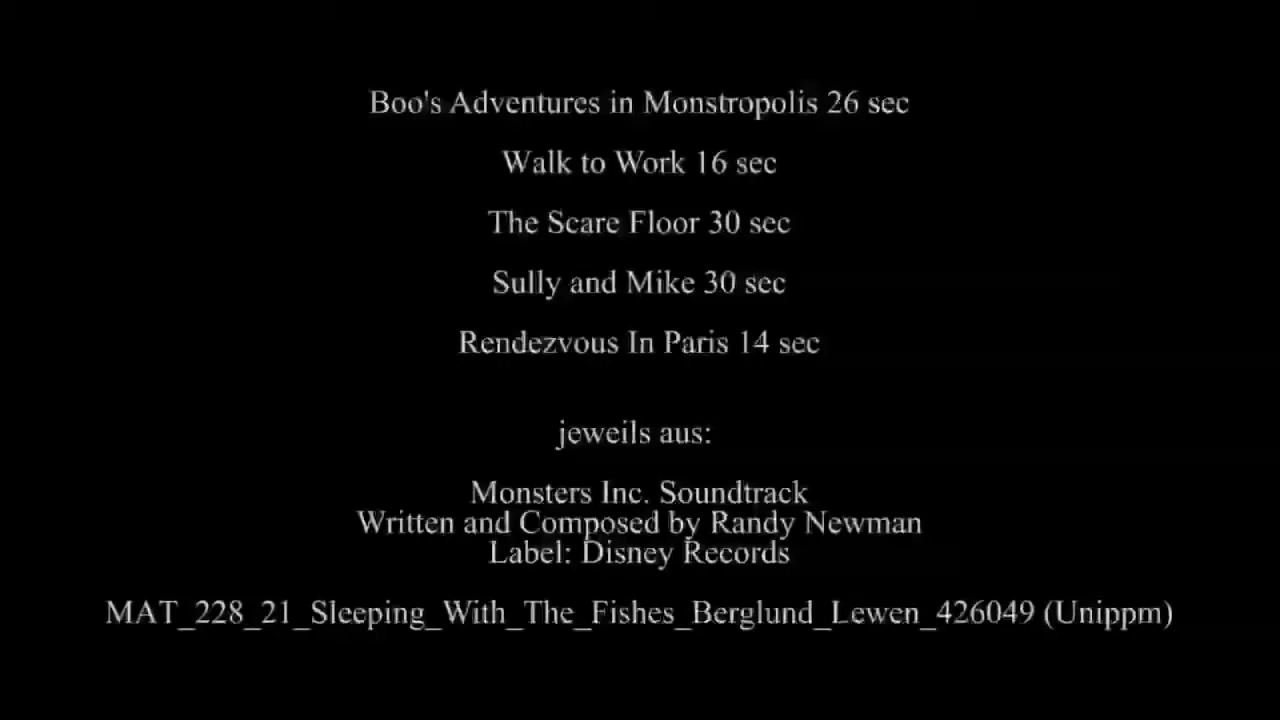 Boo's Adventures in Monstropolis 26 sec
Walk to Work 16 sec
The Scare Floor 30 sec
Sully and Mike 30 sec
Rendezvous In Paris 14 sec
jeweils aus:
Monsters Inc. Soundtrack
Written and Composed by Randy Newman
Label: Disney Records
MAT_228_21_Sleeping_With_The_Fishes_Berglund_Lewen_426049 (Unippm)